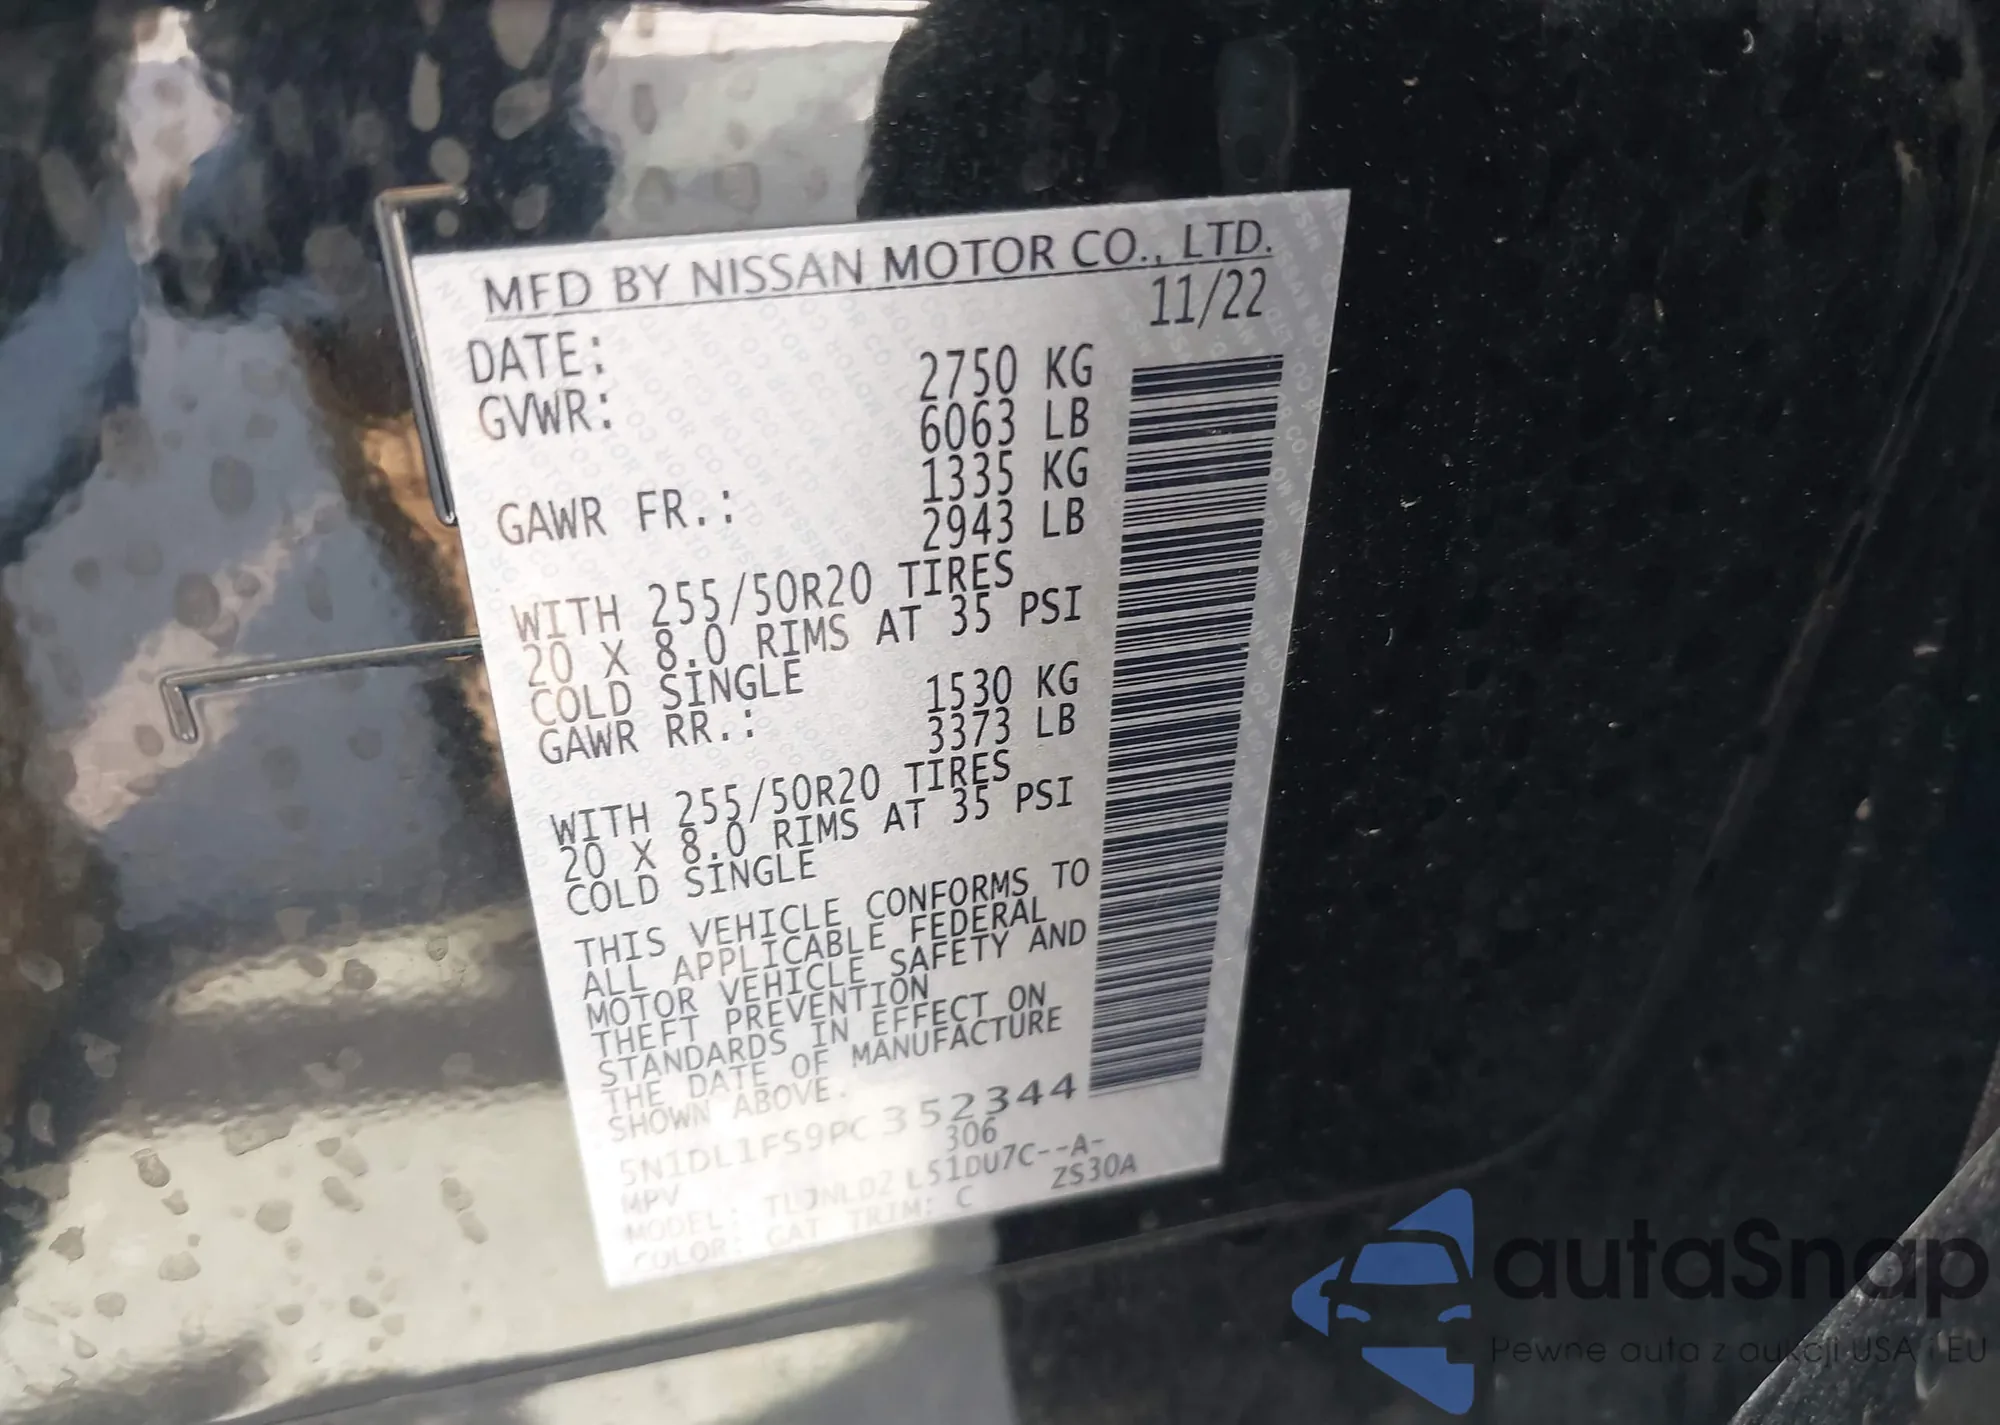 MFD BY NISSAN MOTOR CO., LTD.
DATE: 11/22
GVWR: 2750 KG
6063 LB
GAWR FR.: 1335 KG
2943 LB
WITH 255/50R20 TIRES
20 X 8.0 RIMS AT 35 PSI
COLD SINGLE
GAWR RR.: 1530 KG
3373 LB
WITH 255/50R20 TIRES
20 X 8.0 RIMS AT 35 PSI
COLD SINGLE
THIS VEHICLE CONFORMS TO
ALL APPLICABLE FEDERAL
MOTOR VEHICLE SAFETY AND
THEFT PREVENTION
STANDARDS IN EFFECT ON
THE DATE OF MANUFACTURE
SHOWN ABOVE.
5N1DL1FS9PC352344
MPV 306
MODEL: L51DU7C--A-
COLOR: GAT TRIM: C ZS30A
autaSnap
Pewne auta z aukcji USA i EU